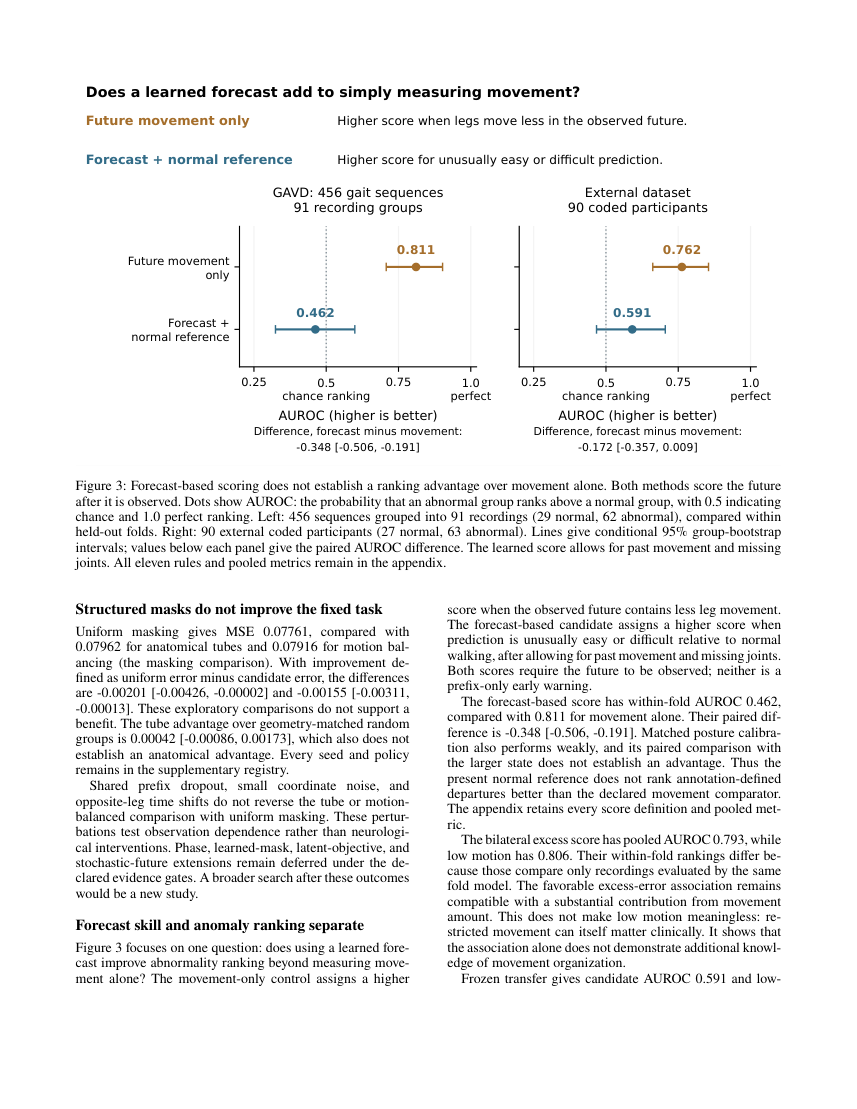 Does a learned forecast add to simply measuring movement?
Future movement only
Higher score when legs move less in the observed future.
Forecast + normal reference
Higher score for unusually easy or difficult prediction.
GAVD: 456 gait sequences
91 recording groups
Future movement
only
Forecast +
normal reference
0.811
0.462
0.25
0.5
chance ranking
0.75
1.0
perfect
AUROC (higher is better)
Difference, forecast minus movement:
-0.348 [-0.506, -0.191]
External dataset
90 coded participants
0.762
0.591
0.25
0.5
chance ranking
0.75
1.0
perfect
AUROC (higher is better)
Difference, forecast minus movement:
-0.172 [-0.357, 0.009]
Figure 3: Forecast-based scoring does not establish a ranking advantage over movement alone. Both methods score the future
after it is observed. Dots show AUROC: the probability that an abnormal group ranks above a normal group, with 0.5 indicating
chance and 1.0 perfect ranking. Left: 456 sequences grouped into 91 recordings (29 normal, 62 abnormal), compared within
held-out folds. Right: 90 external coded participants (27 normal, 63 abnormal). Lines give conditional 95% group-bootstrap
intervals; values below each panel give the paired AUROC difference. The learned score allows for past movement and missing
joints. All eleven rules and pooled metrics remain in the appendix.
Structured masks do not improve the fixed task
Uniform masking gives MSE 0.07761, compared with
0.07962 for anatomical tubes and 0.07916 for motion bal-
ancing (the masking comparison). With improvement de-
fined as uniform error minus candidate error, the differences
are -0.00201 [-0.00426, -0.00002] and -0.00155 [-0.00311,
-0.00013]. These exploratory comparisons do not support a
benefit. The tube advantage over geometry-matched random
groups is 0.00042 [-0.00086, 0.00173], which also does not
establish an anatomical advantage. Every seed and policy
remains in the supplementary registry.
Shared prefix dropout, small coordinate noise, and
opposite-leg time shifts do not reverse the tube or motion-
balanced comparison with uniform masking. These pertur-
bations test observation dependence rather than neurologi-
cal interventions. Phase, learned-mask, latent-objective, and
stochastic-future extensions remain deferred under the de-
clared evidence gates. A broader search after these outcomes
would be a new study.
Forecast skill and anomaly ranking separate
Figure 3 focuses on one question: does using a learned fore-
cast improve abnormality ranking beyond measuring move-
ment alone? The movement-only control assigns a higher
score when the observed future contains less leg movement.
The forecast-based candidate assigns a higher score when
prediction is unusually easy or difficult relative to normal
walking, after allowing for past movement and missing joints.
Both scores require the future to be observed; neither is a
prefix-only early warning.
The forecast-based score has within-fold AUROC 0.462,
compared with 0.811 for movement alone. Their paired dif-
ference is -0.348 [-0.506, -0.191]. Matched posture calibra-
tion also performs weakly, and its paired comparison with
the larger state does not establish an advantage. Thus the
present normal reference does not rank annotation-defined
departures better than the declared movement comparator.
The appendix retains every score definition and pooled met-
ric.
The bilateral excess score has pooled AUROC 0.793, while
low motion has 0.806. Their within-fold rankings differ be-
cause those compare only recordings evaluated by the same
fold model. The favorable excess-error association remains
compatible with a substantial contribution from movement
amount. This does not make low motion meaningless: re-
stricted movement can itself matter clinically. It shows that
the association alone does not demonstrate additional knowl-
edge of movement organization.
Frozen transfer gives candidate AUROC 0.591 and low-